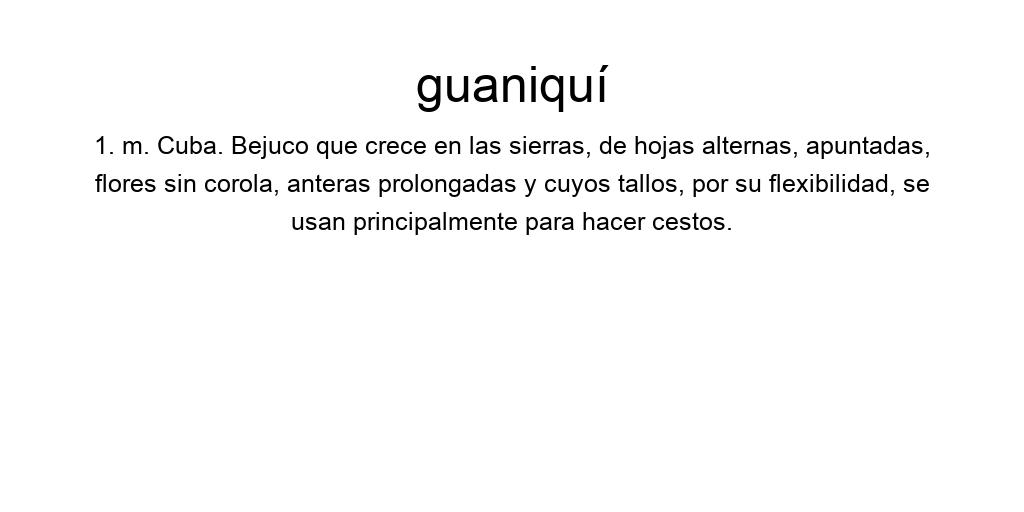 guaniquí
1. m. Cuba. Bejuco que crece en las sierras, de hojas alternas, apuntadas,
flores sin corola, anteras prolongadas y cuyos tallos, por su flexibilidad, se
usan principalmente para hacer cestos.